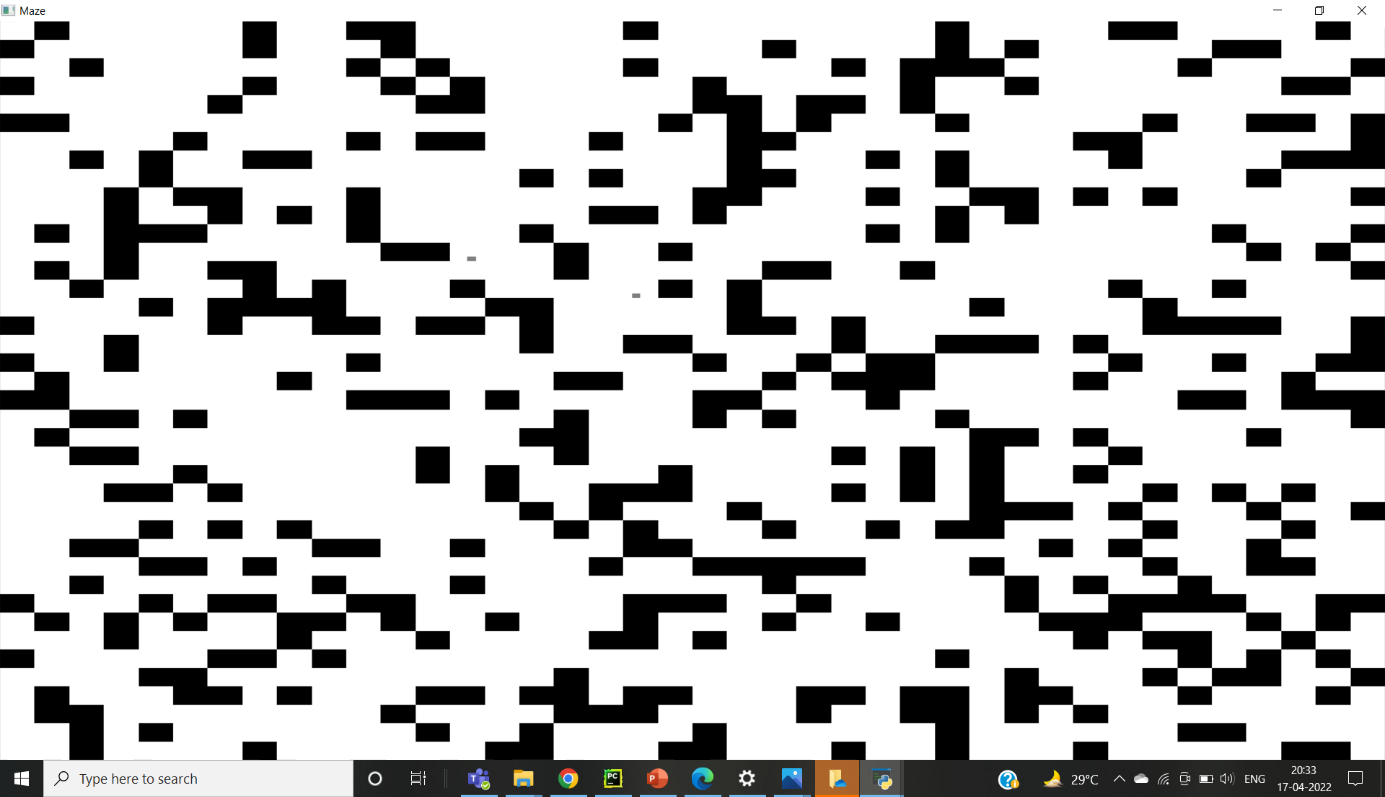 Maze
Type here to search
29°C
ENG
20:33
17-04-2022